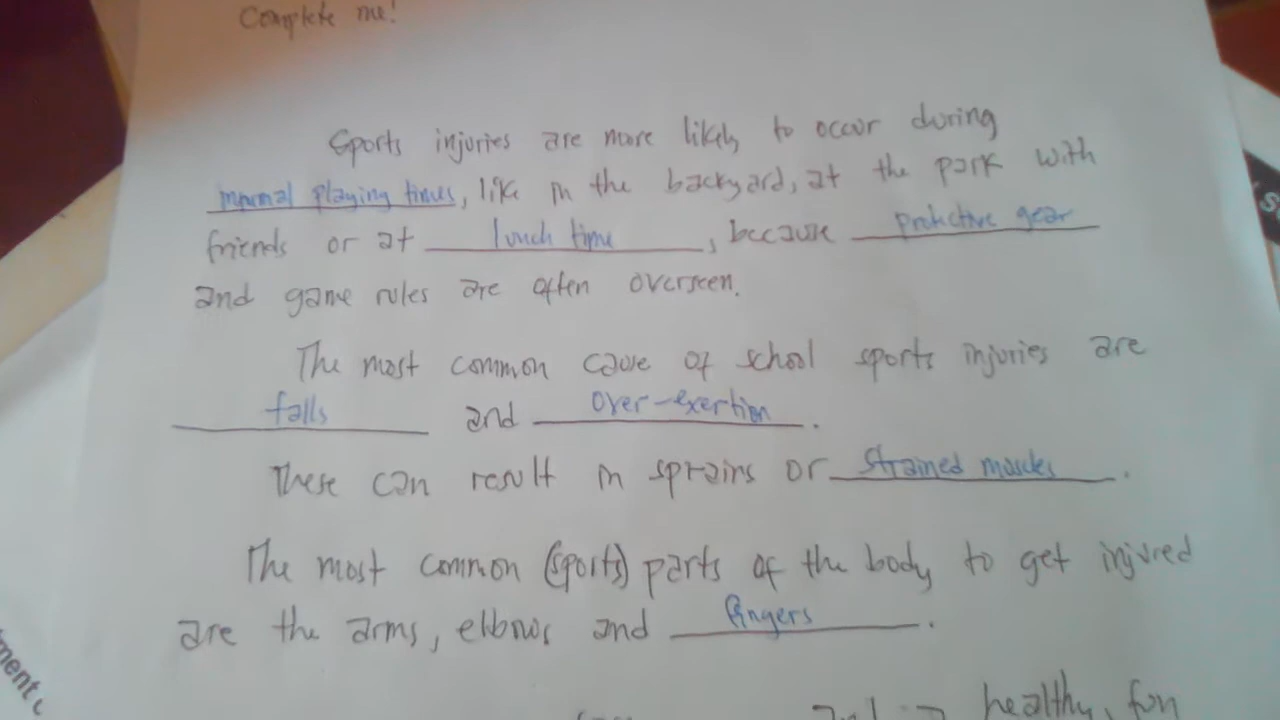 Complete me!
Sports injuries are more likely to occur during
normal playing times, like in the backyard, at the park with
friends or at lunch time, because protective gear
and game rules are often overseen.
The most common cause of school sports injuries are
falls and over-exertion.
These can result in sprains or strained muscles.
The most common (sports) parts of the body to get injured
are the arms, elbows and fingers.
healthy, fun